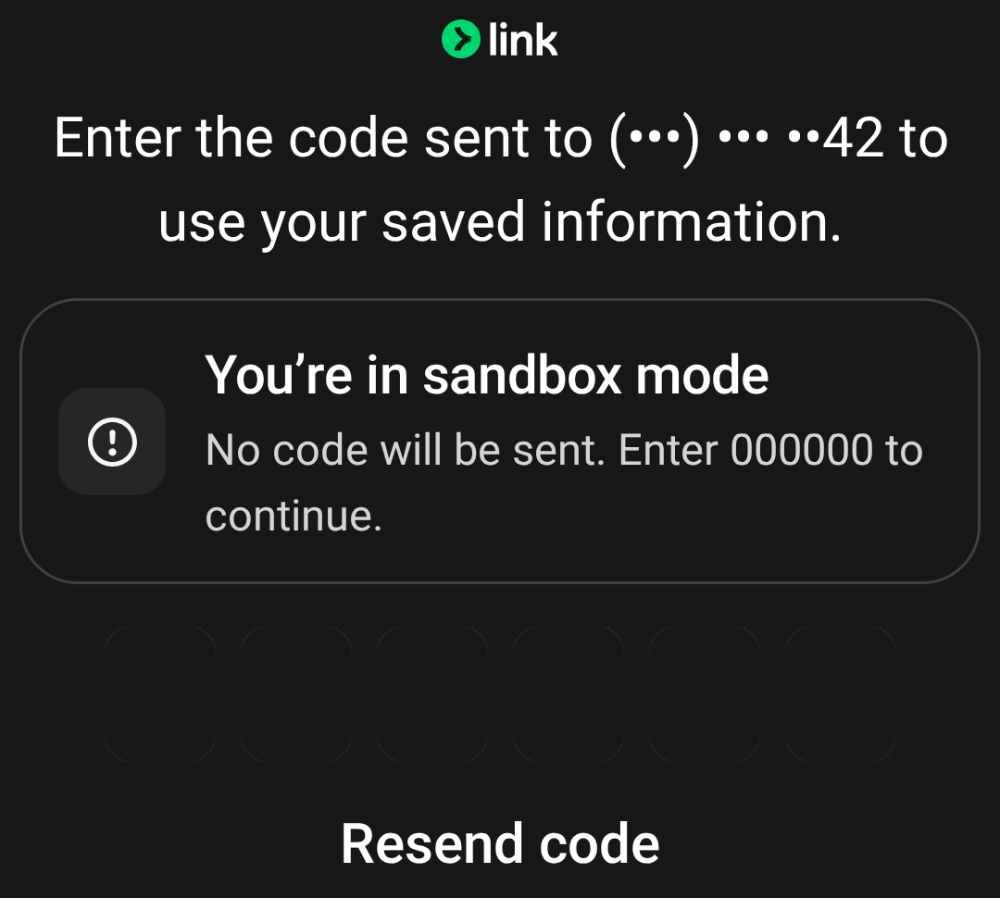 link
Enter the code sent to (•••) ••• ••42 to
use your saved information.
You’re in sandbox mode
No code will be sent. Enter 000000 to
continue.
Resend code